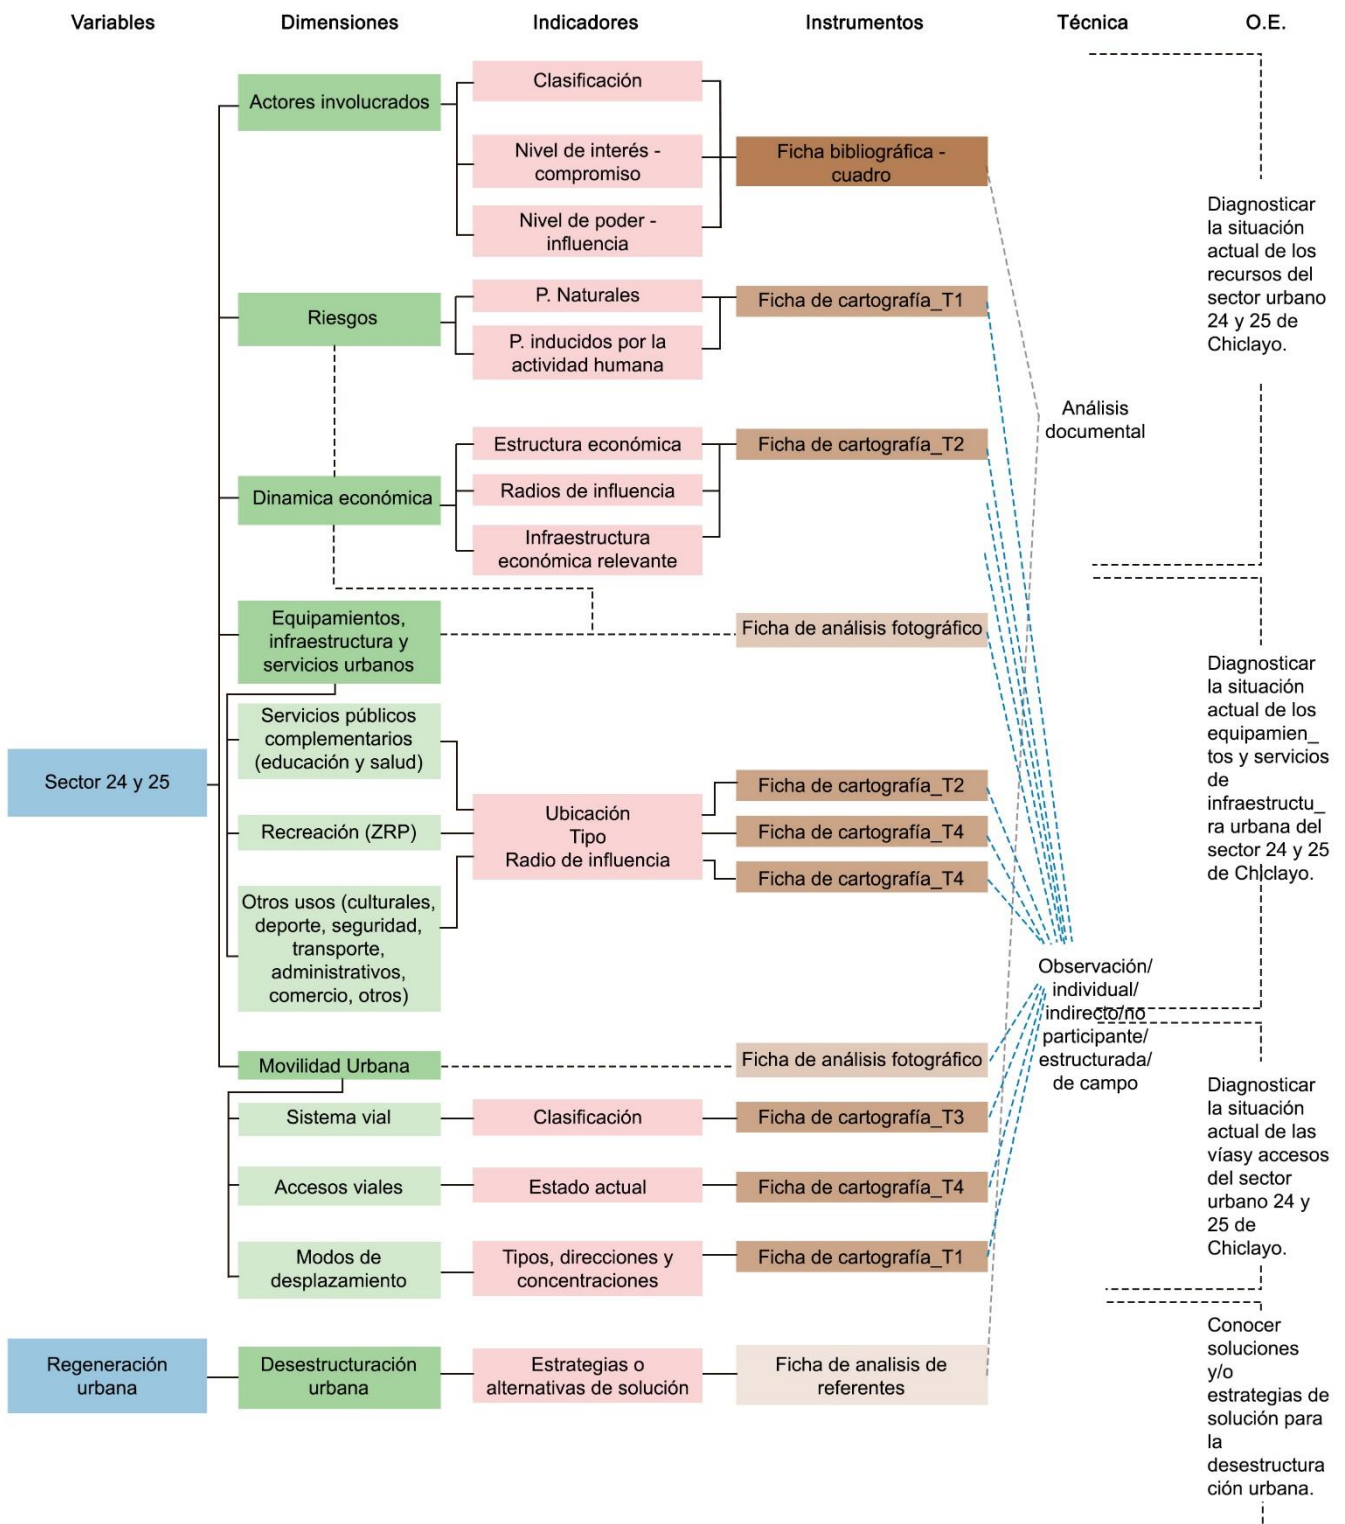 Variables
Dimensiones
Indicadores
Instrumentos
Técnica
O.E.
Actores involucrados
Clasificación
Nivel de interés -
compromiso
Nivel de poder -
influencia
Ficha bibliográfica -
cuadro
Riesgos
P. Naturales
P. inducidos por la
actividad humana
Ficha de cartografía_T1
Dinamica económica
Estructura económica
Radios de influencia
Infraestructura
económica relevante
Ficha de cartografía_T2
Análisis
documental
Diagnosticar
la situación
actual de los
recursos del
sector urbano
24 y 25 de
Chiclayo.
Equipamientos,
infraestructura y
servicios urbanos
Ficha de análisis fotográfico
Sector 24 y 25
Servicios públicos
complementarios
(educación y salud)
Recreación (ZRP)
Otros usos (culturales,
deporte, seguridad,
transporte,
administrativos,
comercio, otros)
Ubicación
Tipo
Radio de influencia
Ficha de cartografía_T2
Ficha de cartografía_T4
Ficha de cartografía_T4
Diagnosticar
la situación
actual de los
equipamien_
tos y servicios
de
infraestructu_
ra urbana del
sector 24 y 25
de Chiclayo.
Observación/
individual/
indirecto/no
participante/
estructurada/
de campo
Movilidad Urbana
Ficha de análisis fotográfico
Sistema vial
Clasificación
Ficha de cartografía_T3
Accesos viales
Estado actual
Ficha de cartografía_T4
Modos de
desplazamiento
Tipos, direcciones y
concentraciones
Ficha de cartografía_T1
Diagnosticar
la situación
actual de las
víasy accesos
del sector
urbano 24 y
25 de
Chiclayo.
Regeneración
urbana
Desestructuración
urbana
Estrategias o
alternativas de solución
Ficha de analisis de
referentes
Conocer
soluciones
y/o
estrategias de
solución para
la
desestructura
ción urbana.